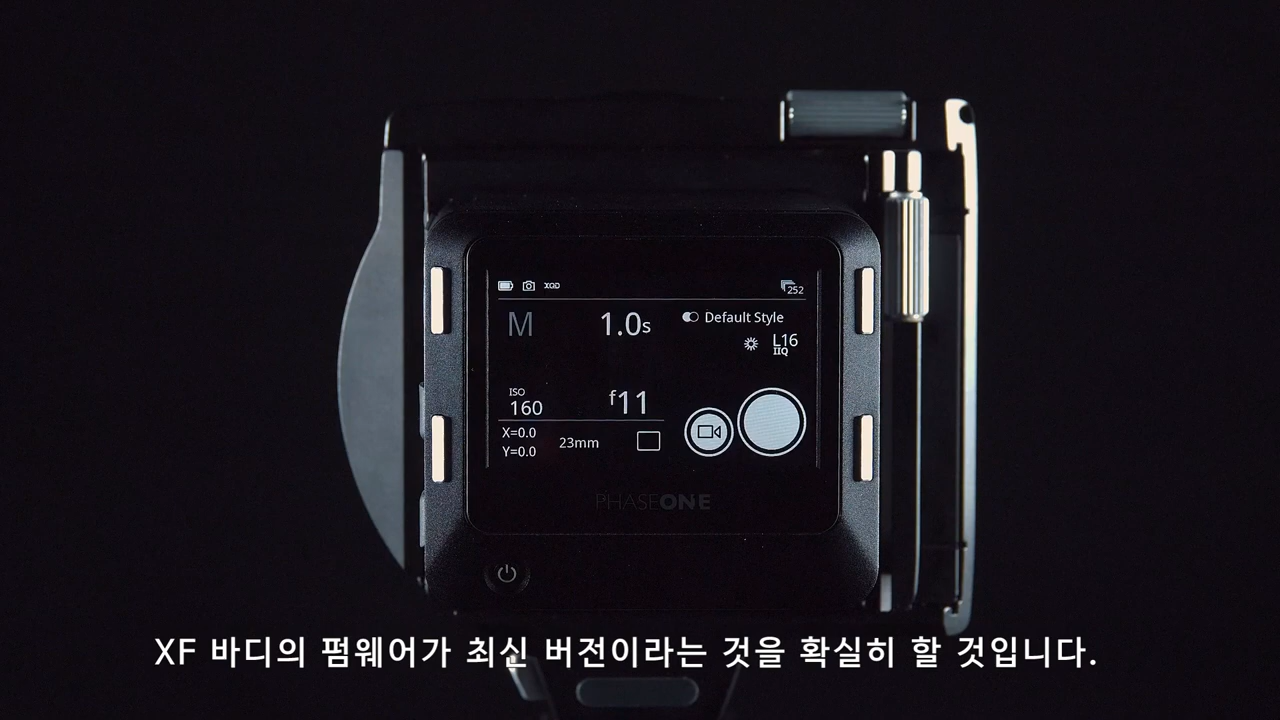 XQD
252
M
1.0s
Default Style
L16
IIQ
ISO
160
f11
X=0.0
Y=0.0
23mm
PHASEONE
XF 바디의 펌웨어가 최신 버전이라는 것을 확실히 할 것입니다.